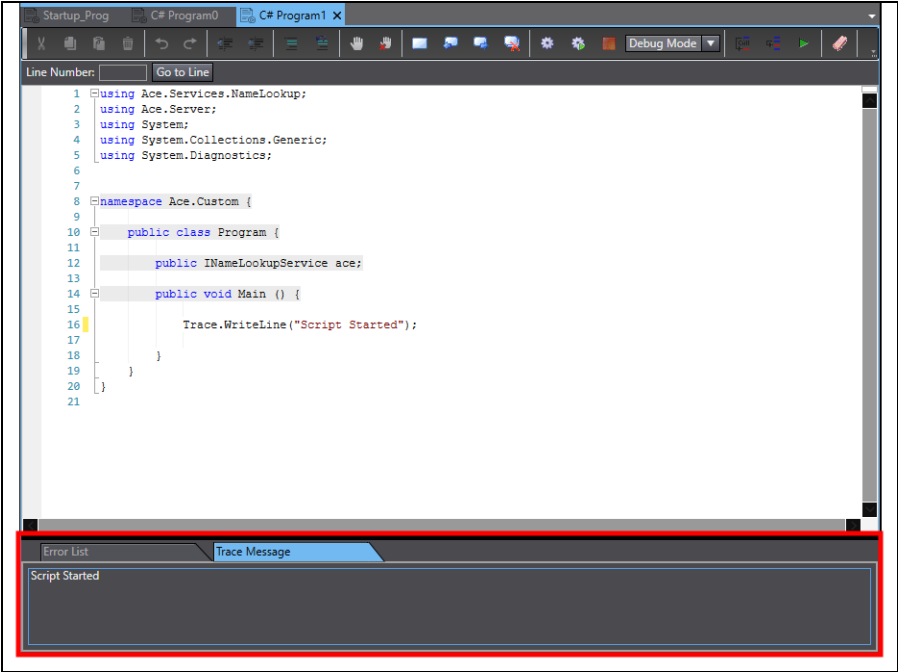 Startup_Prog C# Program0 C# Program1
Debug Mode
Line Number: Go to Line
1 using Ace.Services.NameLookup;
2 using Ace.Server;
3 using System;
4 using System.Collections.Generic;
5 using System.Diagnostics;
6
7
8 namespace Ace.Custom {
9
10 public class Program {
11
12 public INameLookupService ace;
13
14 public void Main () {
15
16 Trace.WriteLine("Script Started");
17
18 }
19 }
20 }
21
Error List Trace Message
Script Started